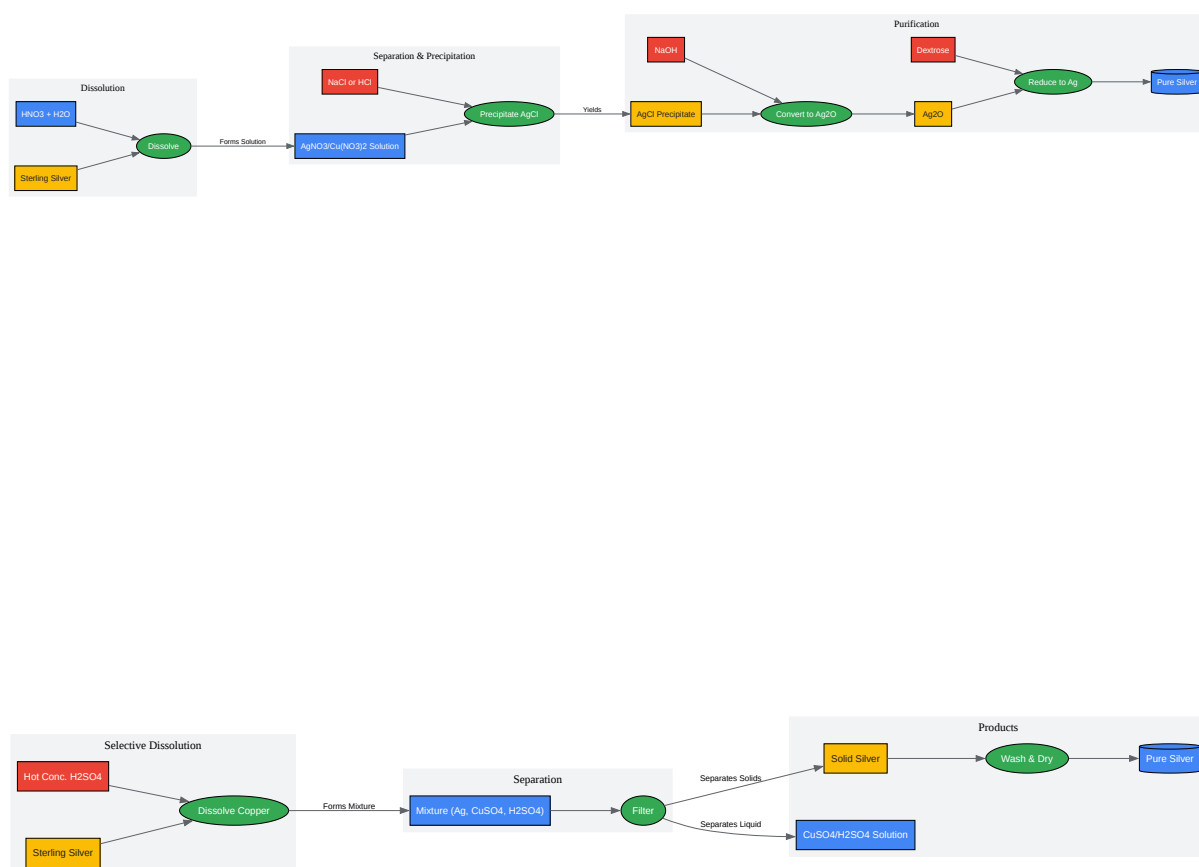 Purification
NaOH
Dextrose
Separation & Precipitation
NaCl or HCl
Reduce to Ag
Pure Silver
Dissolution
HNO3 + H2O
Precipitate AgCl
Yields
AgCl Precipitate
Convert to Ag2O
Ag2O
Dissolve
Forms Solution
AgNO3/Cu(NO3)2 Solution
Sterling Silver
Products
Selective Dissolution
Solid Silver
Wash & Dry
Pure Silver
Hot Conc. H2SO4
Separation
Separates Solids
Dissolve Copper
Forms Mixture
Mixture (Ag, CuSO4, H2SO4)
Filter
Separates Liquid
CuSO4/H2SO4 Solution
Sterling Silver